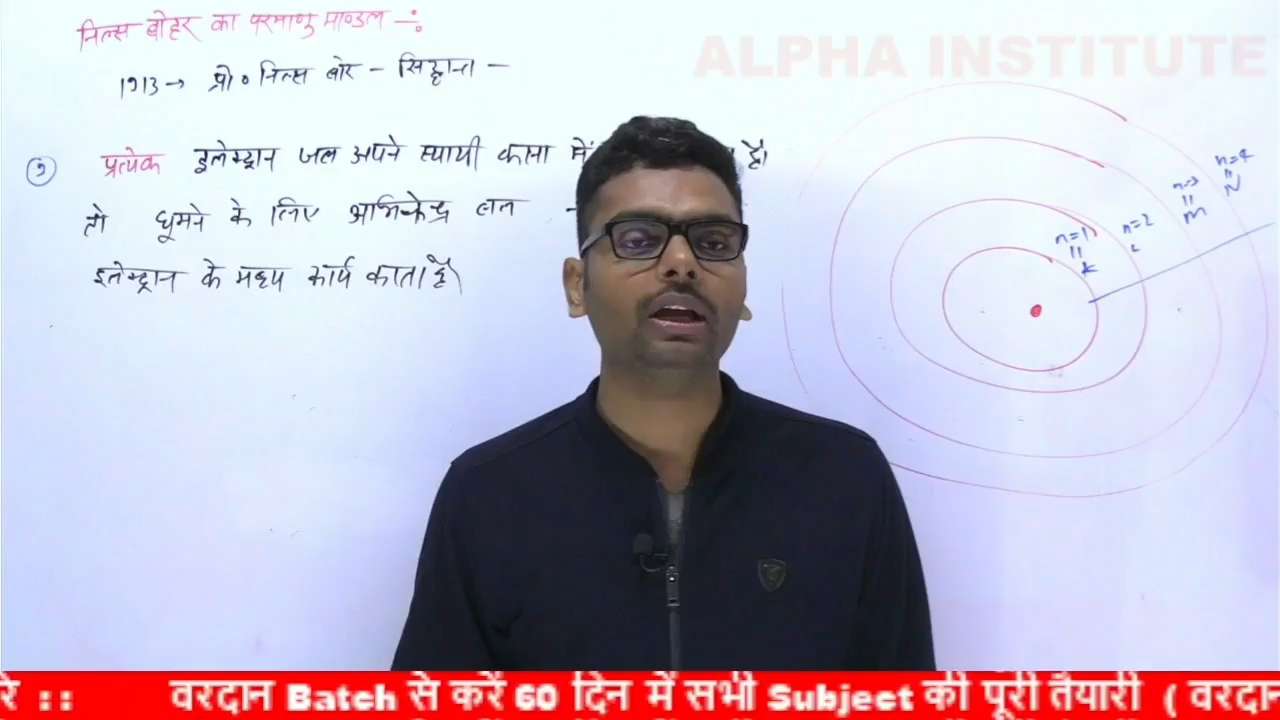 निल्स बोहर का परमाणु माण्डल -:
1913→ प्रो० निल्स बोर - सिद्धान्त -
ALPHA INSTITUTE
१ प्रत्येक इलेक्ट्रान जब अपने स्थायी कक्षा में है।
तो घूमने के लिए अभिकेन्द्र बल -
इलेक्ट्रान के मध्य कार्य करता है।
n=1
"
K
n=2
L
n=3
"
m
n=4
"
N
रे : : वरदान Batch से करें 60 दिन में सभी Subject की पूरी तैयारी ( वरदान